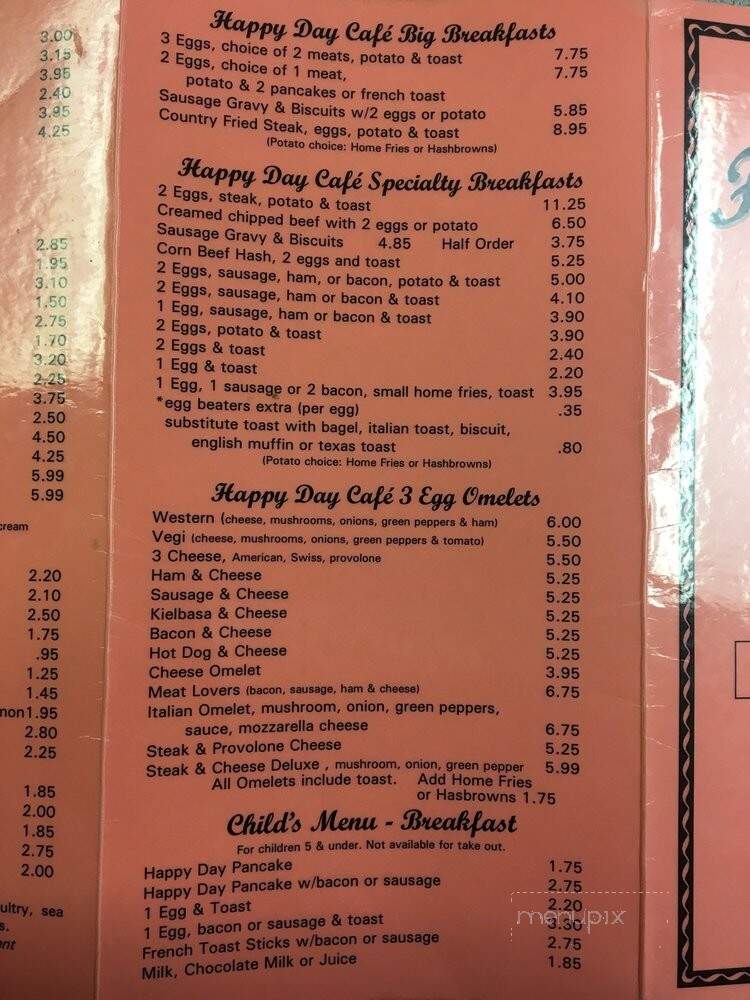 3.00
3.15
3.95
2.40
3.95
4.25
2.85
1.95
3.10
1.50
2.75
1.70
3.20
2.25
3.75
2.50
4.50
4.25
5.99
5.99
cream
2.20
2.10
2.50
1.75
.95
1.25
1.45
non1.95
2.80
2.25
1.85
2.00
1.85
2.75
2.00
ultry, sea
s.
ent
Happy Day Café Big Breakfasts
3 Eggs, choice of 2 meats, potato & toast 7.75
2 Eggs, choice of 1 meat, 7.75
potato & 2 pancakes or french toast
Sausage Gravy & Biscuits w/2 eggs or potato 5.85
Country Fried Steak, eggs, potato & toast 8.95
(Potato choice: Home Fries or Hashbrowns)
Happy Day Café Specialty Breakfasts
2 Eggs, steak, potato & toast 11.25
Creamed chipped beef with 2 eggs or potato 6.50
Sausage Gravy & Biscuits 4.85 Half Order 3.75
Corn Beef Hash, 2 eggs and toast 5.25
2 Eggs, sausage, ham, or bacon, potato & toast 5.00
2 Eggs, sausage, ham or bacon & toast 4.10
1 Egg, sausage, ham or bacon & toast 3.90
2 Eggs, potato & toast 3.90
2 Eggs & toast 2.40
1 Egg & toast 2.20
1 Egg, 1 sausage or 2 bacon, small home fries, toast 3.95
*egg beaters extra (per egg) .35
substitute toast with bagel, italian toast, biscuit,
english muffin or texas toast .80
(Potato choice: Home Fries or Hashbrowns)
Happy Day Café 3 Egg Omelets
Western (cheese, mushrooms, onions, green peppers & ham) 6.00
Vegi (cheese, mushrooms, onions, green peppers & tomato) 5.50
3 Cheese, American, Swiss, provolone 5.50
Ham & Cheese 5.25
Sausage & Cheese 5.25
Kielbasa & Cheese 5.25
Bacon & Cheese 5.25
Hot Dog & Cheese 5.25
Cheese Omelet 3.95
Meat Lovers (bacon, sausage, ham & cheese) 6.75
Italian Omelet, mushroom, onion, green peppers,
sauce, mozzarella cheese 6.75
Steak & Provolone Cheese 5.25
Steak & Cheese Deluxe , mushroom, onion, green pepper 5.99
All Omelets include toast. Add Home Fries
or Hasbrowns 1.75
Child's Menu - Breakfast
For children 5 & under. Not available for take out.
Happy Day Pancake 1.75
Happy Day Pancake w/bacon or sausage 2.75
1 Egg & Toast 2.20
1 Egg, bacon or sausage & toast 3.30
French Toast Sticks w/bacon or sausage 2.75
Milk, Chocolate Milk or Juice 1.85
menupix